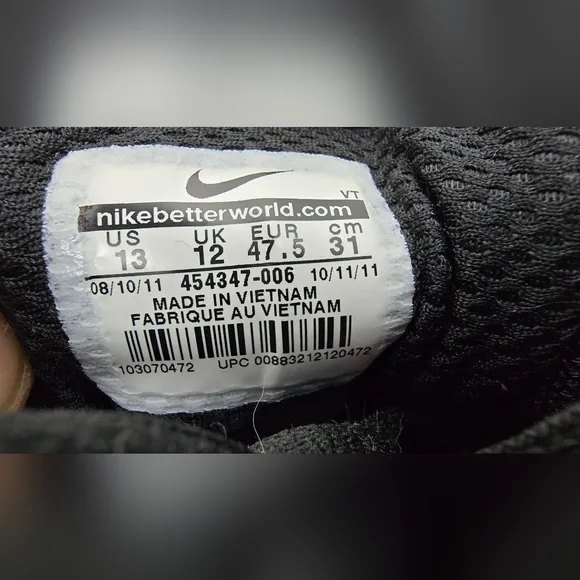 VT
nikebetterworld.com
US UK EUR cm
13 12 47.5 31
08/10/11 454347-006 10/11/11
MADE IN VIETNAM
FABRIQUE AU VIETNAM
103070472 UPC 00883212120472